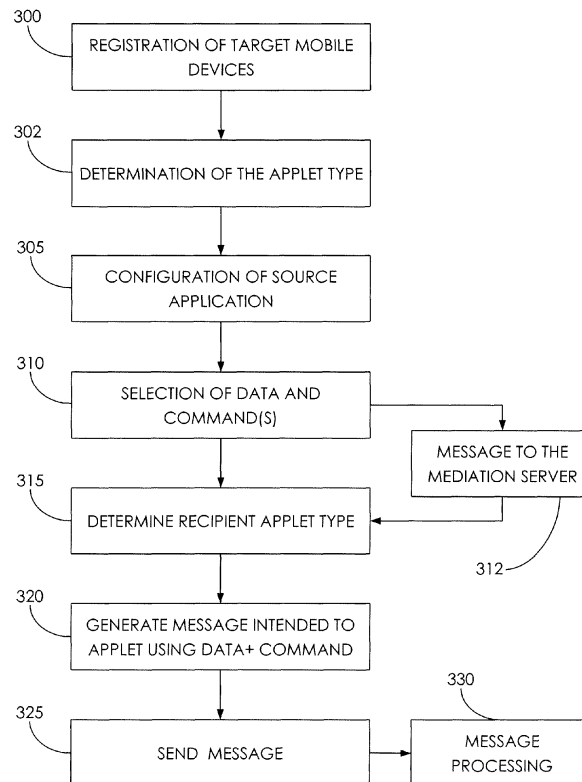 300
REGISTRATION OF TARGET MOBILE
DEVICES
302
DETERMINATION OF THE APPLET TYPE
305
CONFIGURATION OF SOURCE
APPLICATION
310
SELECTION OF DATA AND
COMMAND(S)
MESSAGE TO THE
MEDIATION SERVER
312
315
DETERMINE RECIPIENT APPLET TYPE
320
GENERATE MESSAGE INTENDED TO
APPLET USING DATA+ COMMAND
325
SEND MESSAGE
330
MESSAGE
PROCESSING